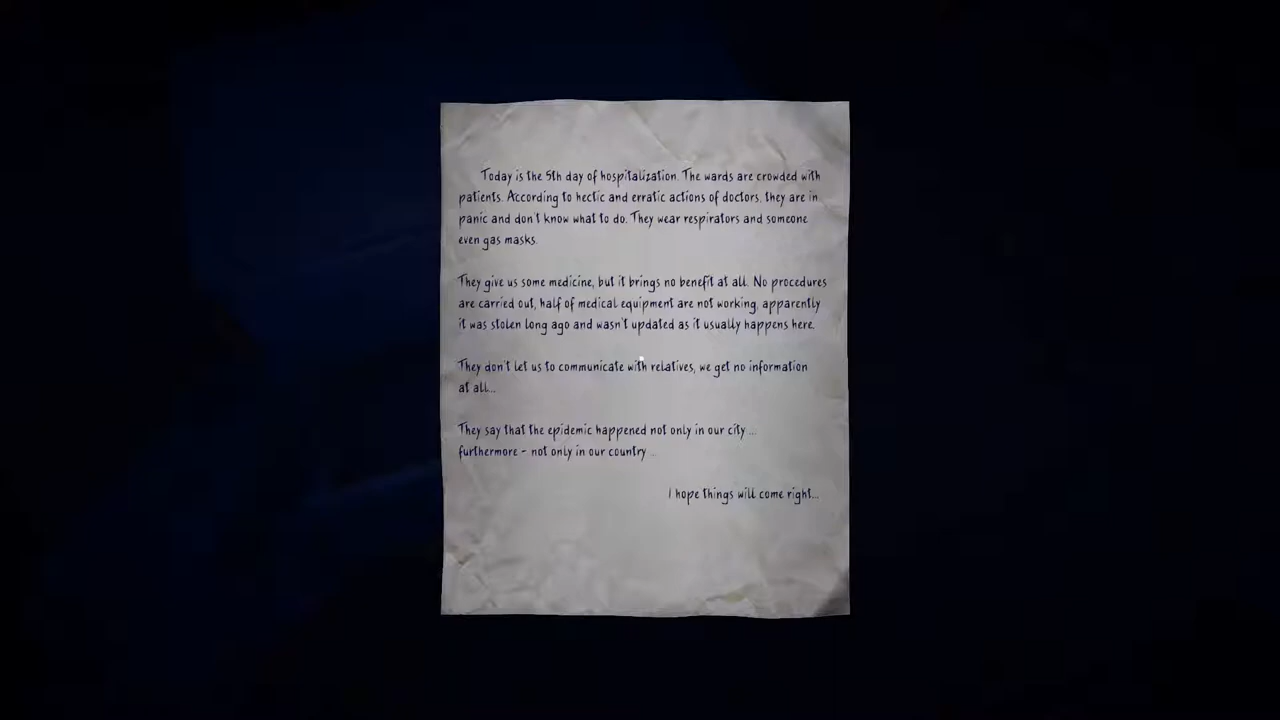 Today is the 5th day of hospitalization. The wards are crowded with
patients. According to hectic and erratic actions of doctors, they are in
panic and don't know what to do. They wear respirators and someone
even gas masks.
They give us some medicine, but it brings no benefit at all. No procedures
are carried out, half of medical equipment are not working, apparently
it was stolen long ago and wasn't updated as it usually happens here.
They don't let us to communicate with relatives, we get no information
at all...
They say that the epidemic happened not only in our city ...
furthermore - not only in our country ...
I hope things will come right...